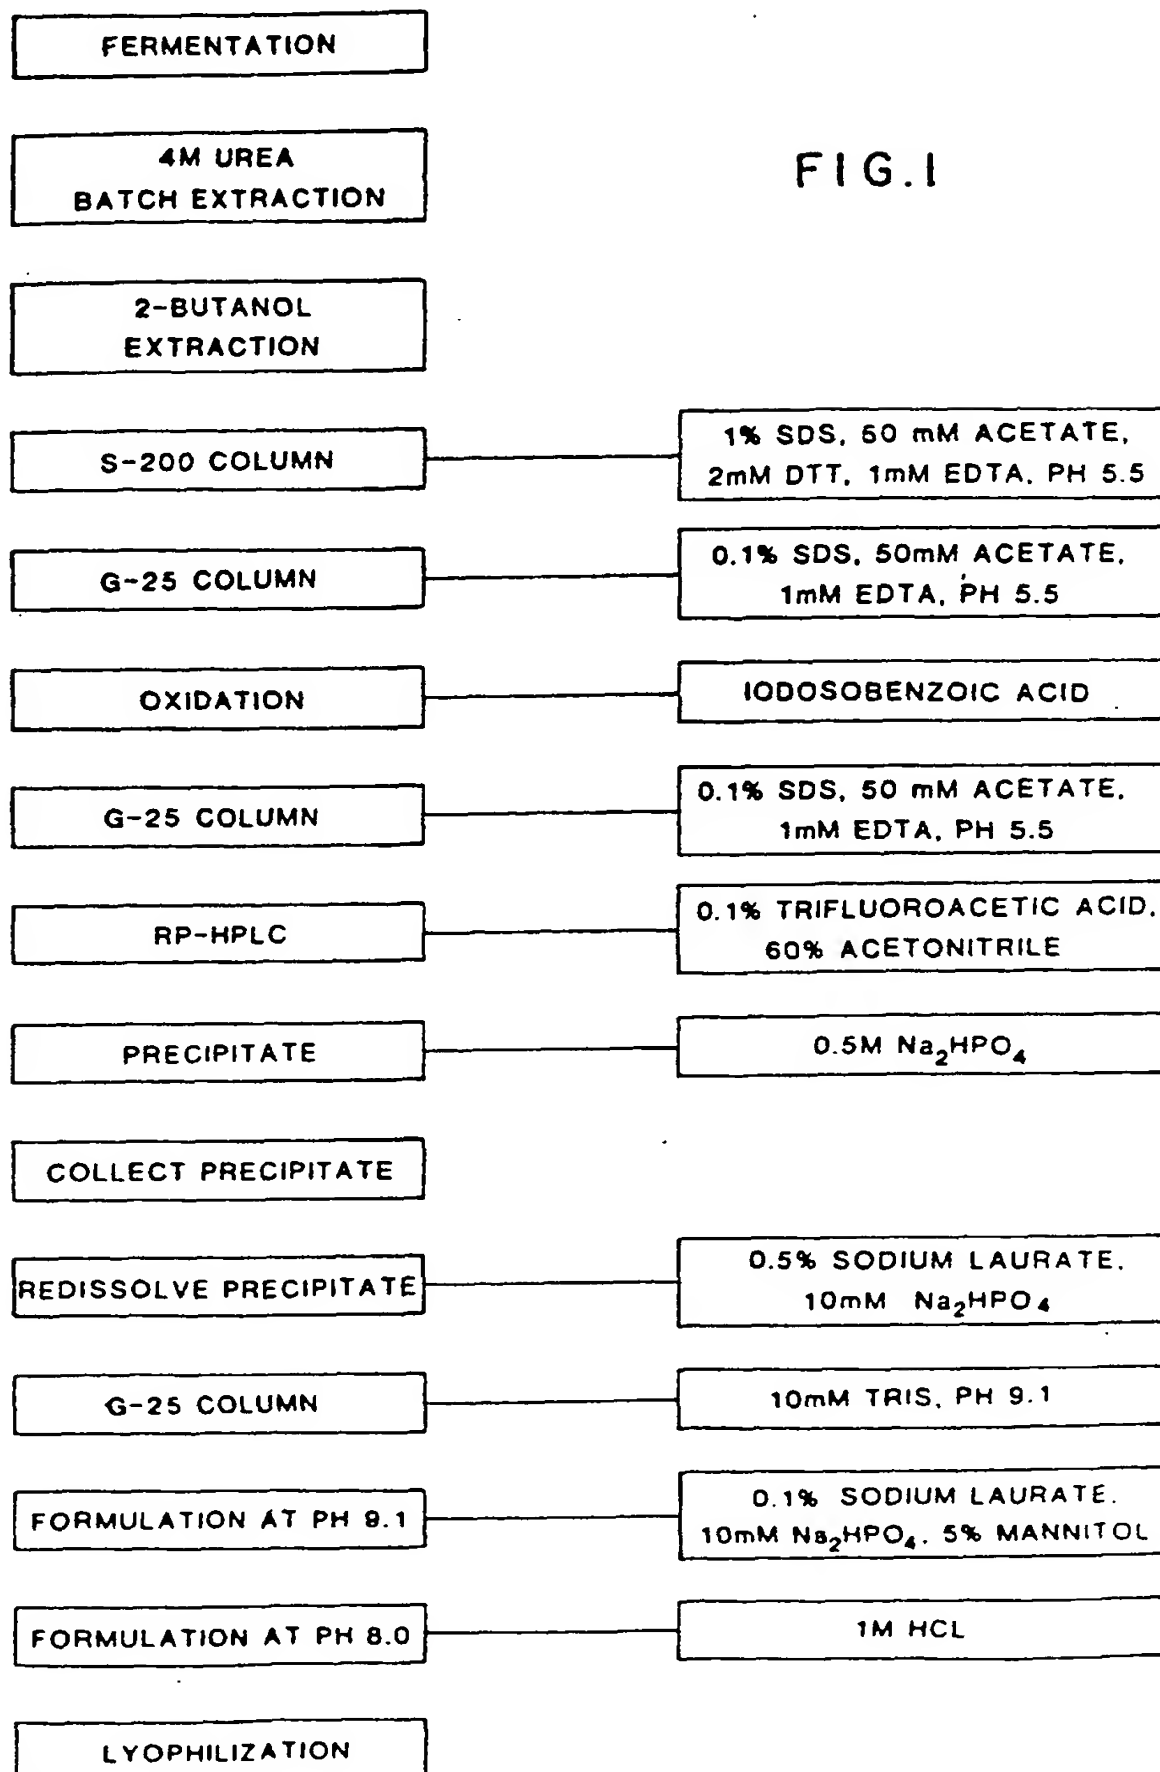 FERMENTATION
4M UREA
BATCH EXTRACTION
FIG.1
2-BUTANOL
EXTRACTION
S-200 COLUMN
1% SDS, 50 mM ACETATE,
2mM DTT, 1mM EDTA, PH 5.5
G-25 COLUMN
0.1% SDS, 50mM ACETATE,
1mM EDTA, PH 5.5
OXIDATION
IODOSOBENZOIC ACID
G-25 COLUMN
0.1% SDS, 50 mM ACETATE,
1mM EDTA, PH 5.5
RP-HPLC
0.1% TRIFLUOROACETIC ACID,
60% ACETONITRILE
PRECIPITATE
0.5M Na₂HPO₄
COLLECT PRECIPITATE
REDISSOLVE PRECIPITATE
0.5% SODIUM LAURATE,
10mM Na₂HPO₄
G-25 COLUMN
10mM TRIS, PH 9.1
FORMULATION AT PH 9.1
0.1% SODIUM LAURATE.
10mM Na₂HPO₄. 5% MANNITOL
FORMULATION AT PH 8.0
1M HCL
LYOPHILIZATION